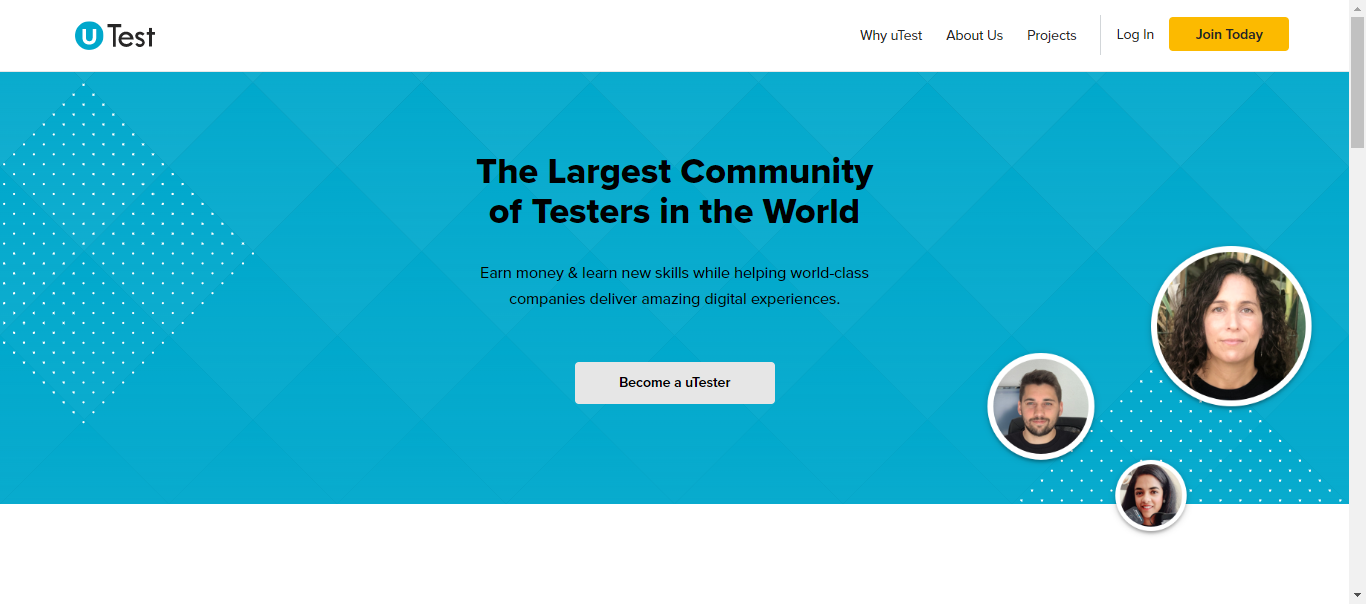 uTest
Why uTest
About Us
Projects
Log In
Join Today
The Largest Community
of Testers in the World
Earn money & learn new skills while helping world-class
companies deliver amazing digital experiences.
Become a uTester